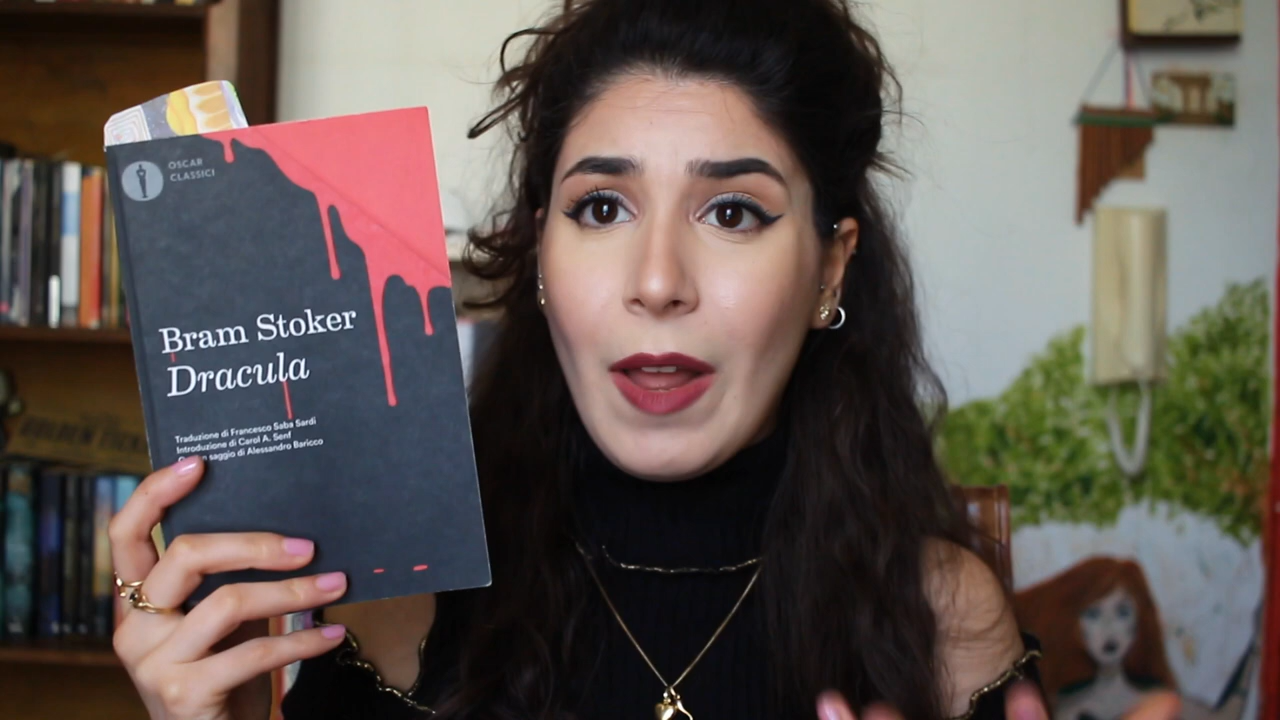 OSCAR
CLASSICI
Bram Stoker
Dracula
Traduzione di Francesco Saba Sardi
Introduzione di Carol A. Senf
saggio di Alessandro Baricco